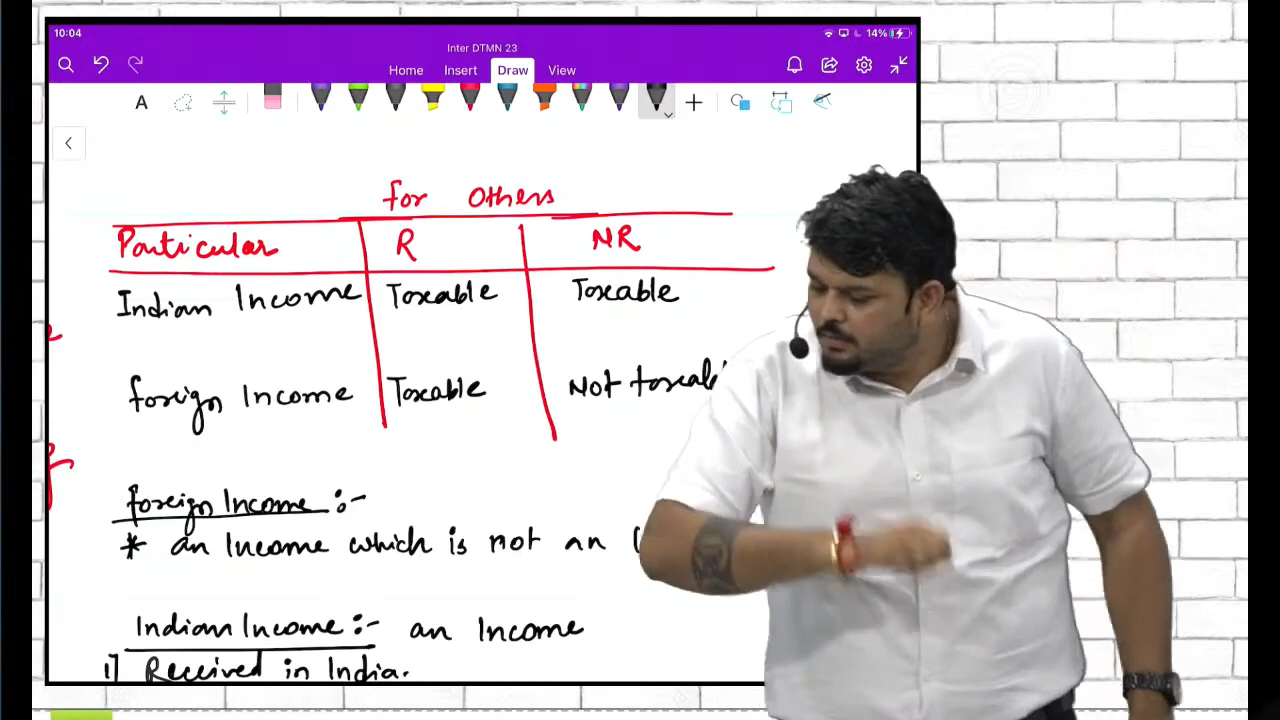 10:04
14%
Inter DTMN 23
Home Insert Draw View
A
for Others
Particular R NR
Indian Income Taxable Taxable
foreign Income Taxable Not
foreign Income :-
* an Income which is not an
Indian Income :- an Income
1] Received in India.